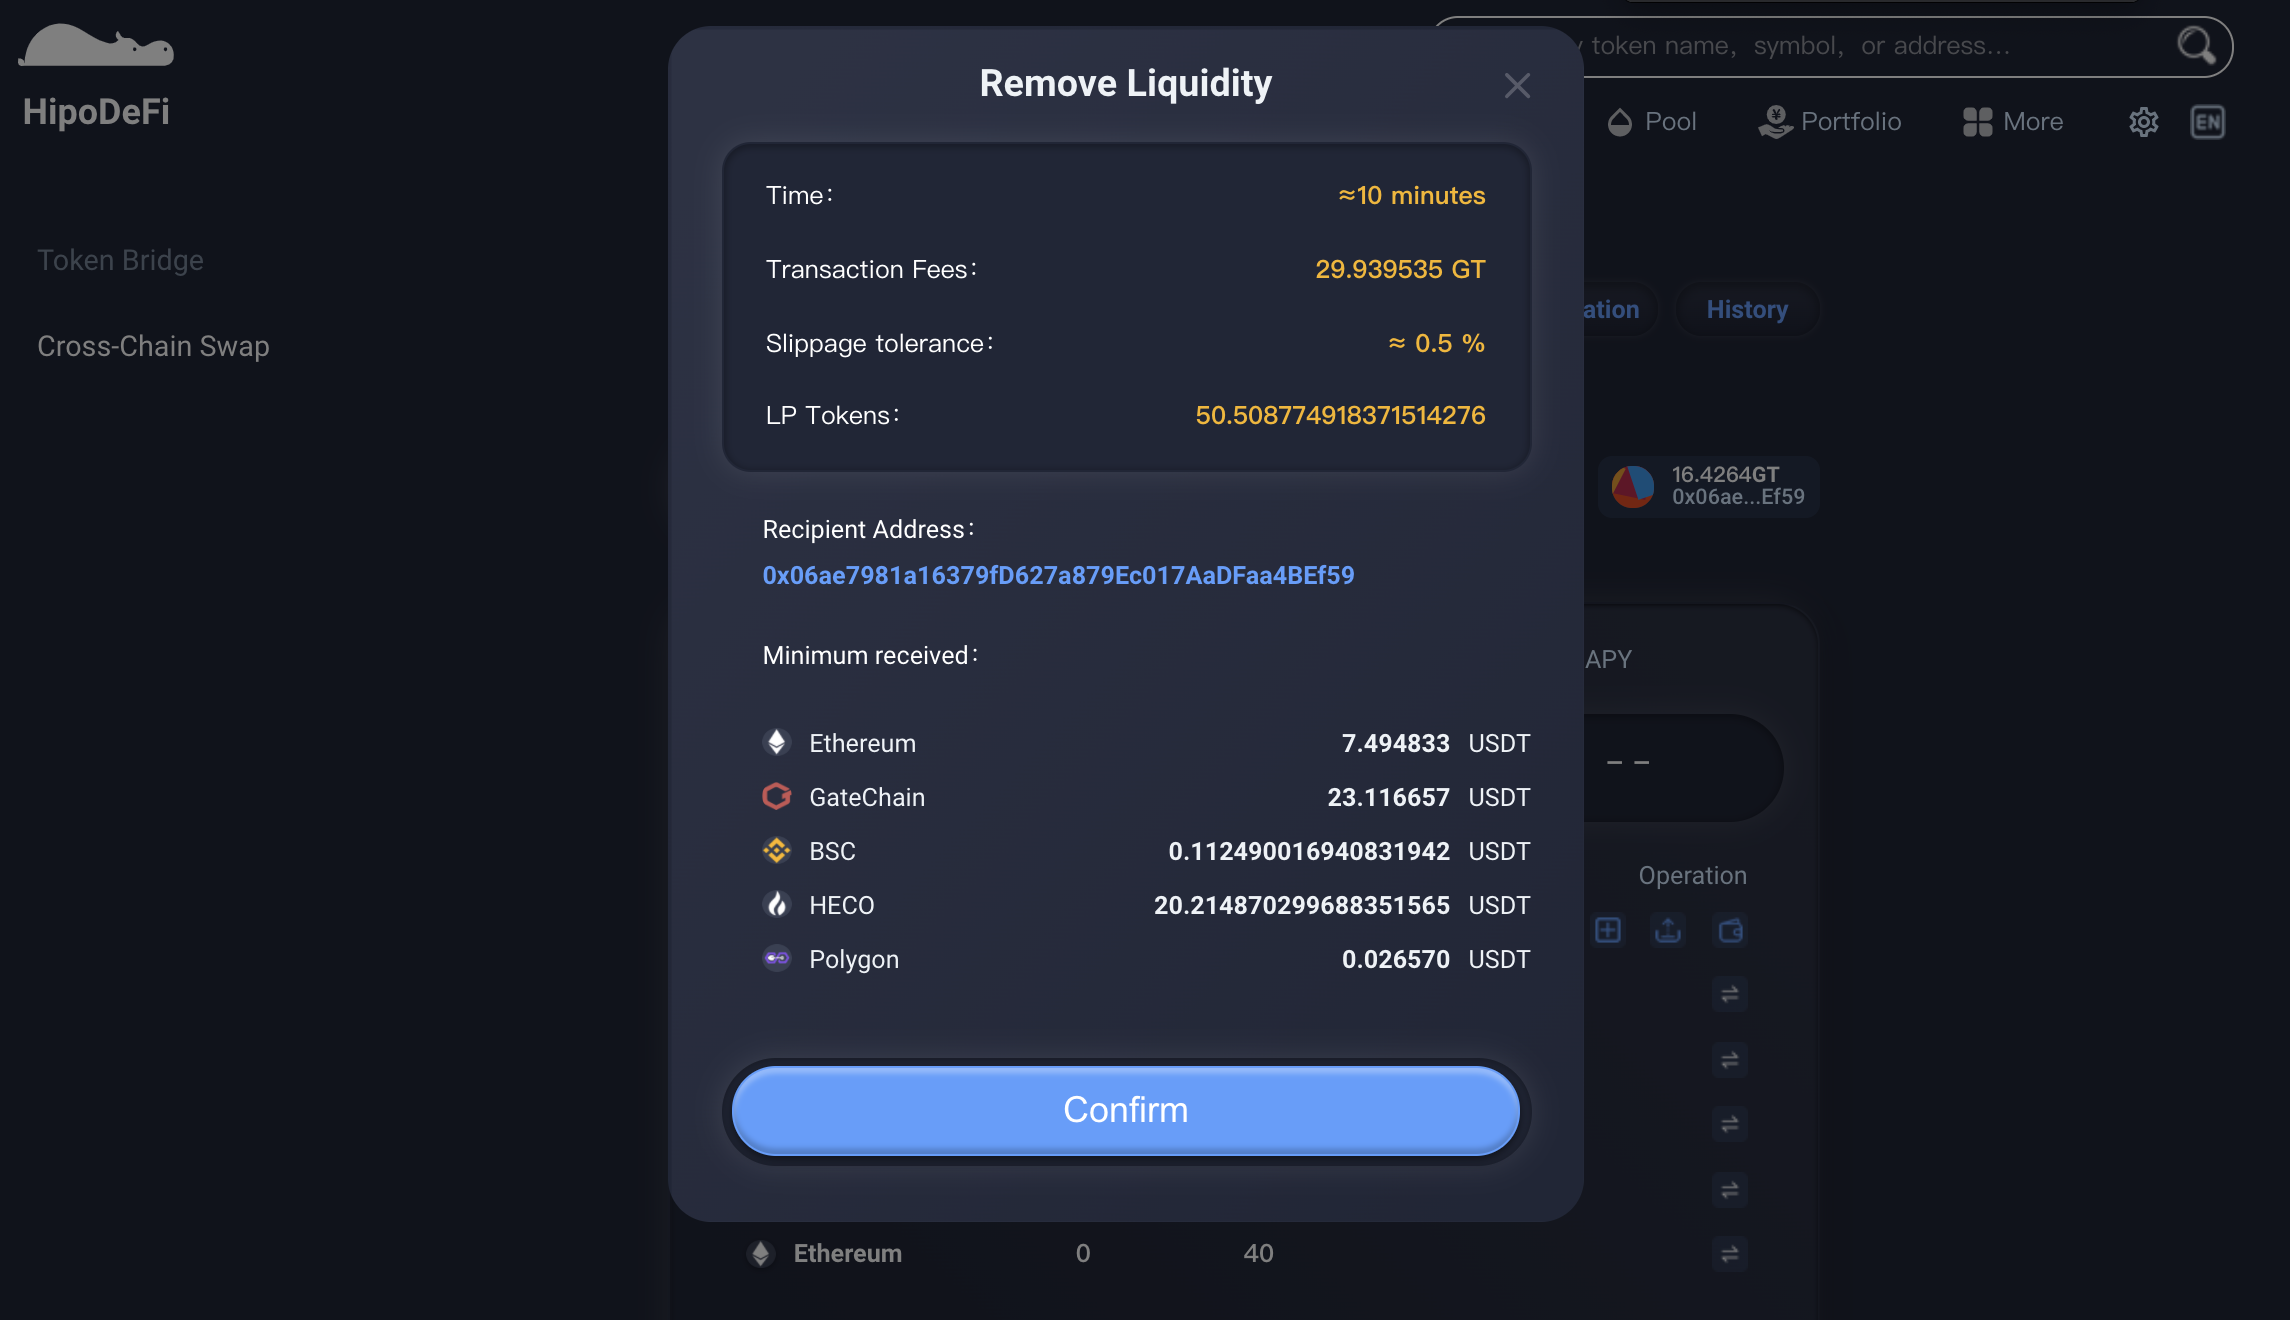 token name, symbol, or address...
HipoDeFi
Pool
Portfolio
More
EN
Token Bridge
Cross-Chain Swap
Remove Liquidity
Time:
≈10 minutes
Transaction Fees:
29.939535 GT
Slippage tolerance:
≈ 0.5 %
LP Tokens:
50.508774918371514276
History
16.4264GT
0x06ae...Ef59
Recipient Address:
0x06ae7981a16379fD627a879Ec017AaDFaa4BEf59
Minimum received:
APY
Ethereum 7.494833 USDT
– –
GateChain 23.116657 USDT
BSC 0.112490016940831942 USDT
Operation
HECO 20.214870299688351565 USDT
Polygon 0.026570 USDT
Confirm
Ethereum 0 40